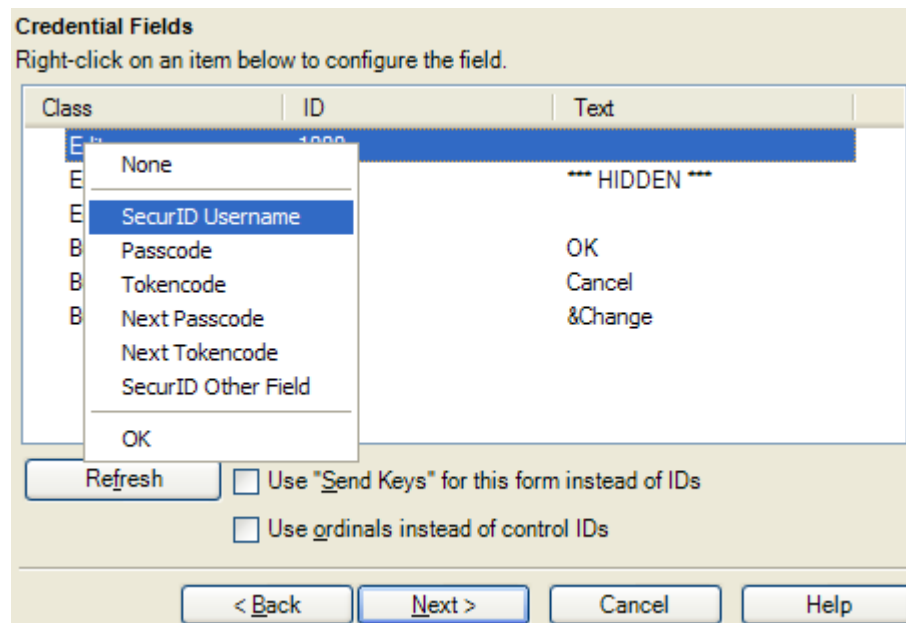 Credential Fields
Right-click on an item below to configure the field.
Class ID Text
None
E *** HIDDEN ***
E
SecurID Username
B OK
Passcode
B Cancel
Tokencode
B &Change
Next Passcode
Next Tokencode
SecurID Other Field
OK
Refresh Use "Send Keys" for this form instead of IDs
Use ordinals instead of control IDs
< Back Next > Cancel Help